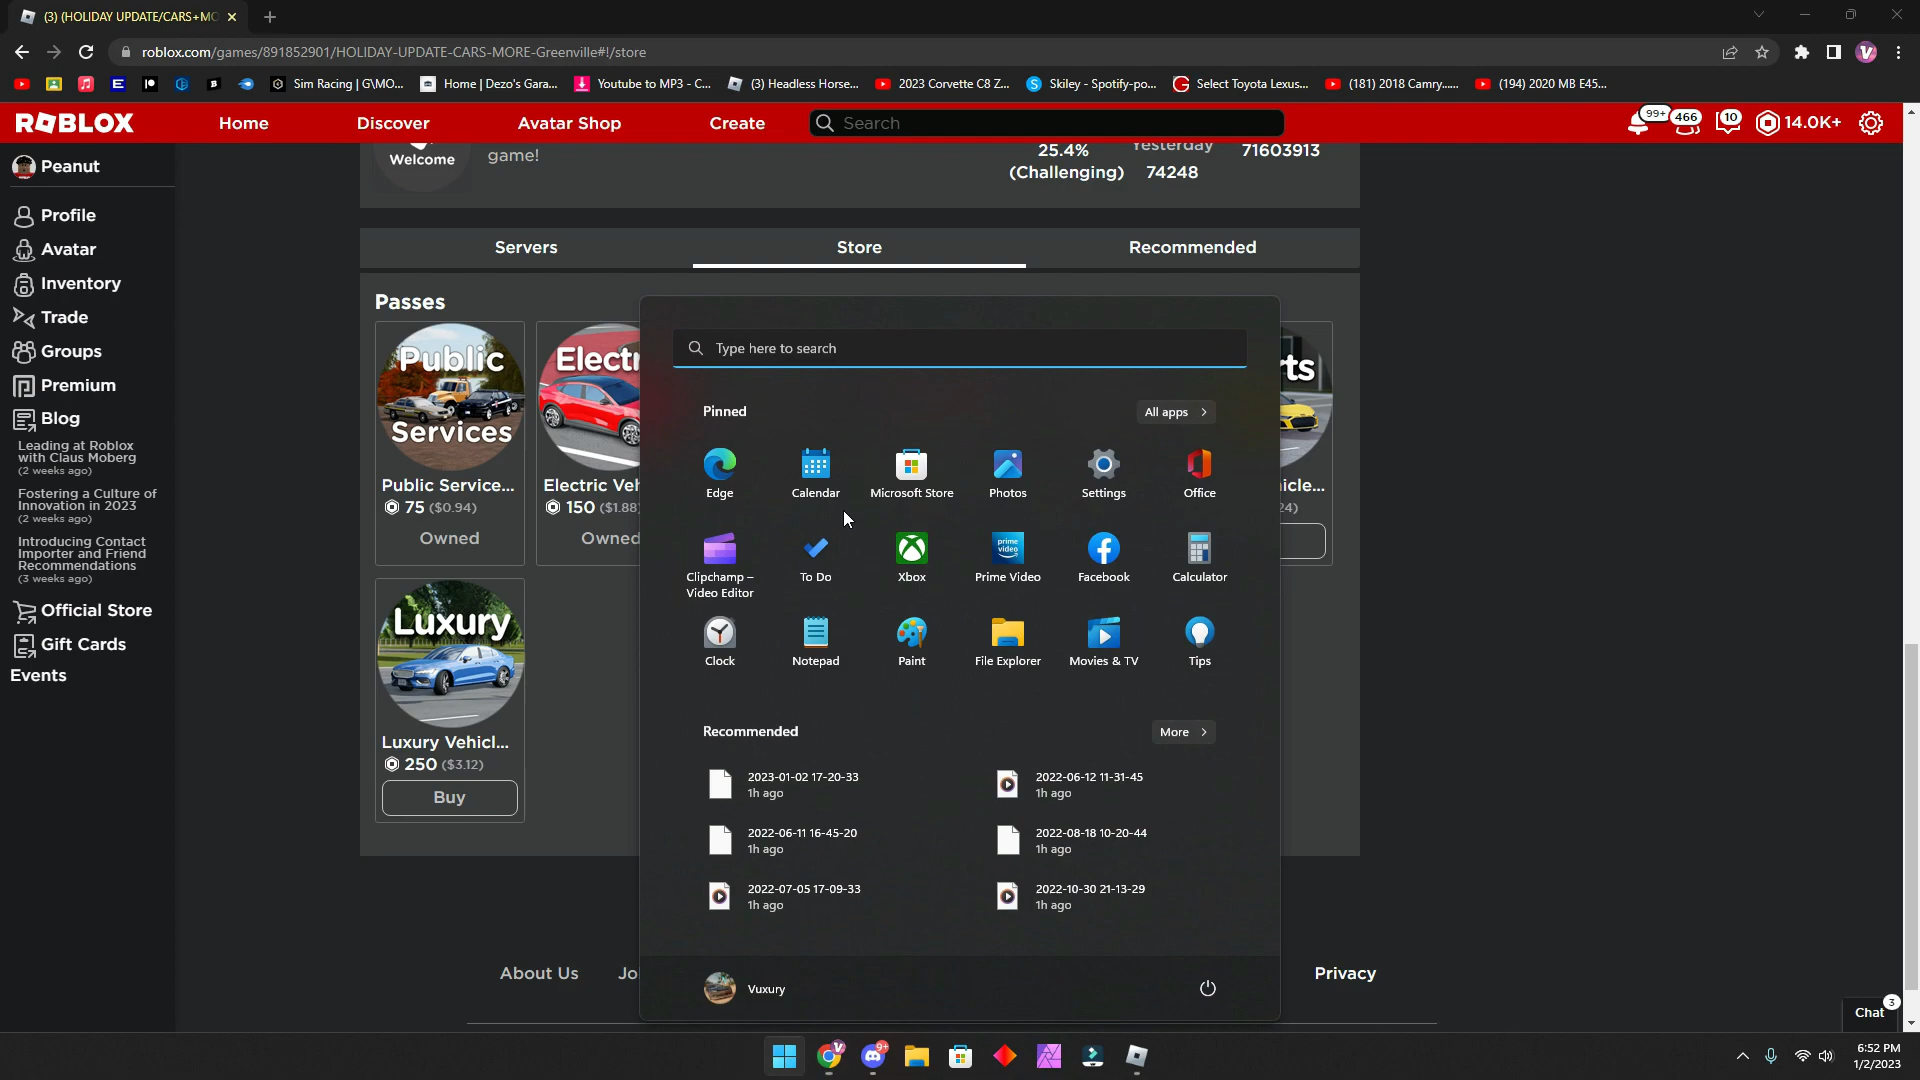 (3) (HOLIDAY UPDATE/CARS+MO
roblox.com/games/891852901/HOLIDAY-UPDATE-CARS-MORE-Greenville#!/store
Sim Racing | G\MO...
Home | Dezo's Gara...
Youtube to MP3 - C...
(3) Headless Horse...
2023 Corvette C8 Z...
Skiley - Spotify-po...
Select Toyota Lexus...
(181) 2018 Camry......
(194) 2020 MB E45...
ROBLOX
Home
Discover
Avatar Shop
Create
Search
99+
466
10
14.0K+
Peanut
Profile
Avatar
Inventory
Trade
Groups
Premium
Blog
Leading at Roblox
with Claus Moberg
(2 weeks ago)
Fostering a Culture of
Innovation in 2023
(2 weeks ago)
Introducing Contact
Importer and Friend
Recommendations
(3 weeks ago)
Official Store
Gift Cards
Events
Welcome
game!
25.4%
(Challenging)
Yesterday
74248
71603913
Servers
Store
Recommended
Passes
Public
Services
Public Service...
75 ($0.94)
Owned
Electr
Electric Veh
150 ($1.88)
Owned
ts
icle...
24)
Luxury
Luxury Vehicl...
250 ($3.12)
Buy
Type here to search
Pinned
All apps
Edge
Calendar
Microsoft Store
Photos
Settings
Office
Clipchamp –
Video Editor
To Do
Xbox
prime
video
Prime Video
Facebook
Calculator
Clock
Notepad
Paint
File Explorer
Movies & TV
Tips
Recommended
More
2023-01-02 17-20-33
1h ago
2022-06-12 11-31-45
1h ago
2022-06-11 16-45-20
1h ago
2022-08-18 10-20-44
1h ago
2022-07-05 17-09-33
1h ago
2022-10-30 21-13-29
1h ago
Vuxury
About Us
Jo
Privacy
Chat
3
9+
6:52 PM
1/2/2023